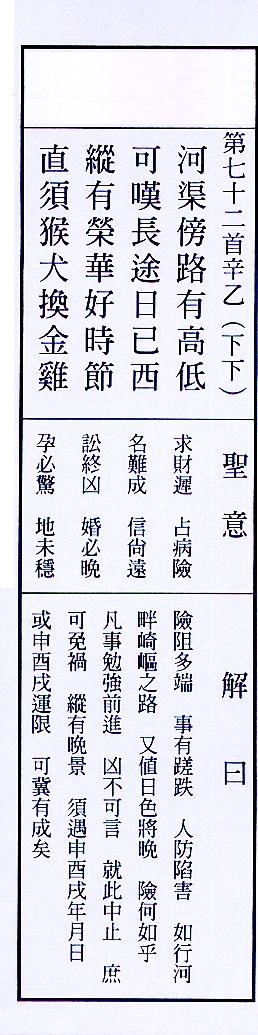 第七十二首辛乙（下下）
河渠傍路有高低
可嘆長途日已西
縱有榮華好時節
直須猴犬換金雞
聖意
求財遲　占病險
名難成　信尚遠
訟終凶　婚必晚
孕必驚　地未穩
解曰
險阻多端　事有蹉跌　人防陷害　如行河
畔崎嶇之路　又值日色將晚　險何如乎
凡事勉強前進　凶不可言　就此中止　庶
可免禍　縱有晚景　須遇申酉戌年月日
或申酉戌運限　可冀有成矣